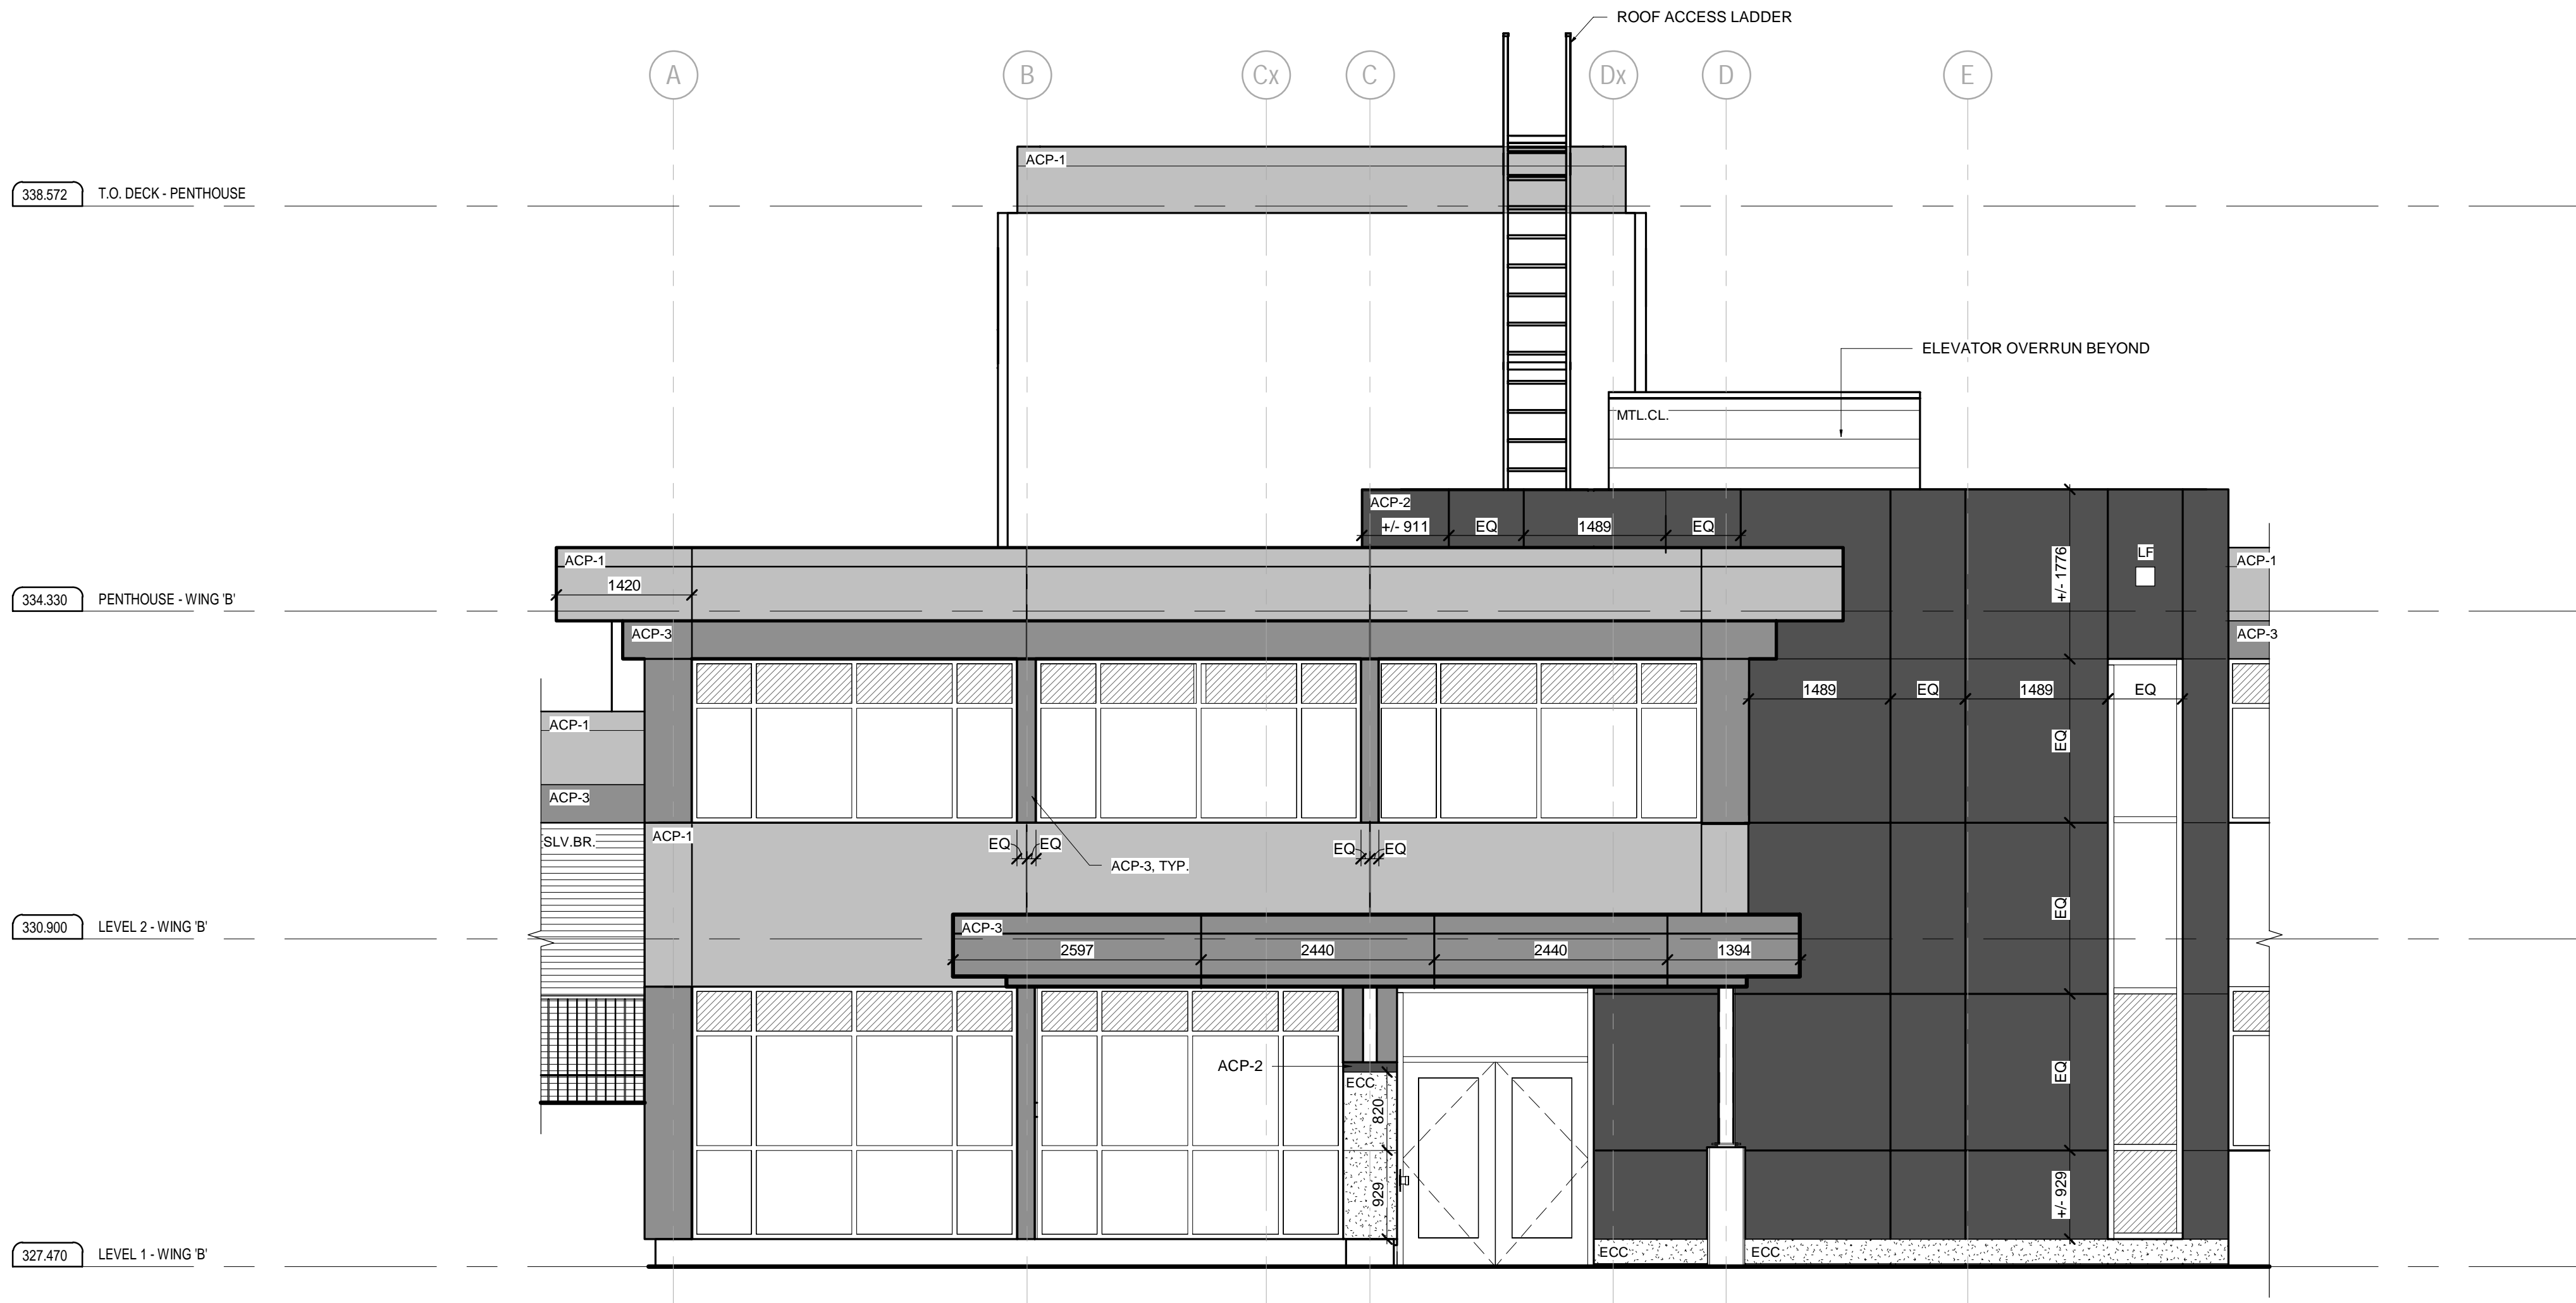 ROOF ACCESS LADDER
A B Cx C Dx D E
ACP-1
338.572 T.O. DECK - PENTHOUSE
ELEVATOR OVERRUN BEYOND
MTL.CL.
ACP-2
+/- 911 EQ 1489 EQ
LF
ACP-1 ACP-1
1420 +/- 1776
334.330 PENTHOUSE - WING 'B'
ACP-3 ACP-3
1489 EQ 1489 EQ
ACP-1
EQ
ACP-3
SLV.BR. ACP-1
EQ EQ EQ EQ
ACP-3, TYP.
EQ
330.900 LEVEL 2 - WING 'B'
ACP-3
2597 2440 2440 1394
ACP-2
EQ
ECC
820
929
+/- 929
327.470 LEVEL 1 - WING 'B'
ECC ECC